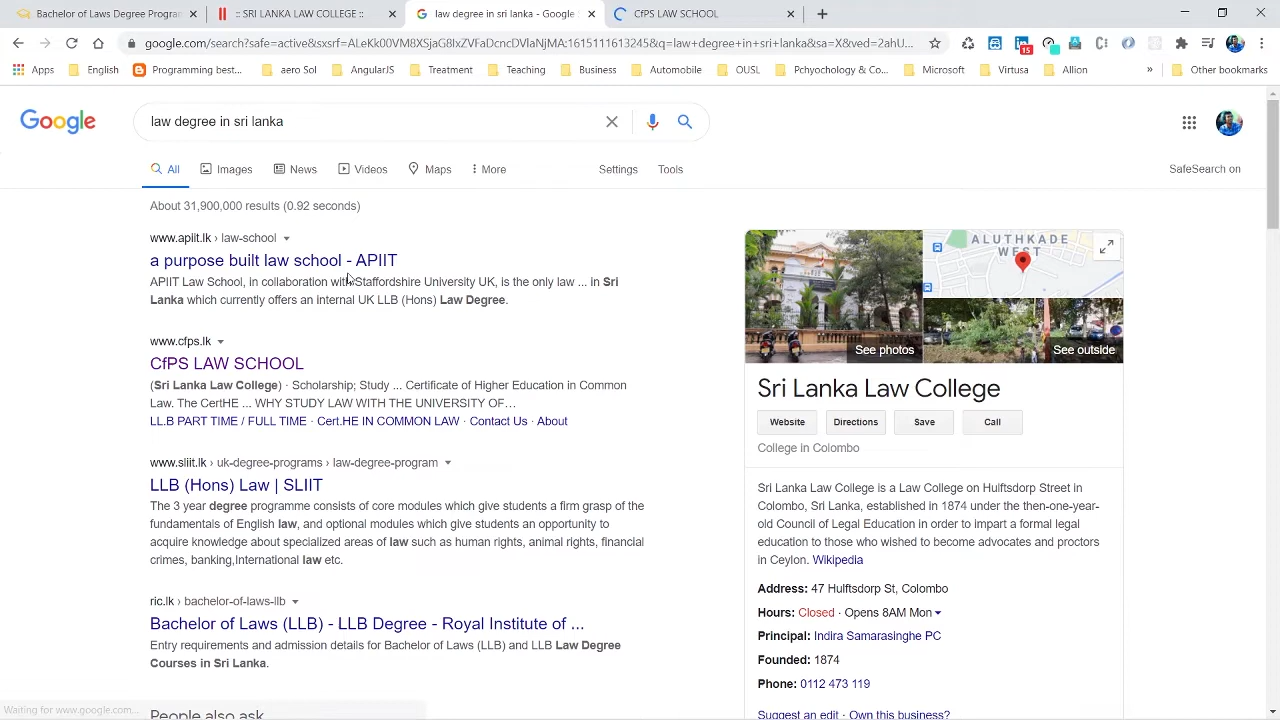 Bachelor of Laws Degree Program
:: SRI LANKA LAW COLLEGE ::
law degree in sri lanka - Google S
CfPS LAW SCHOOL
google.com/search?safe=active&sxsrf=ALeKk00VM8XSjaG8hZVFaDcncDVlaVjIMA:1615111613245&q=law+degree+in+sri+lanka&sa=X&ved=2ahU...
15
Apps
English
Programming best...
aero Sol
AngularJS
Treatment
Teaching
Business
Automobile
OUSL
Pchyochology & Co...
Microsoft
Virtusa
Allion
»
Other bookmarks
Google
law degree in sri lanka
All
Images
News
Videos
Maps
More
Settings
Tools
SafeSearch on
About 31,900,000 results (0.92 seconds)
www.apiit.lk › law-school
a purpose built law school - APIIT
APIIT Law School, in collaboration with Staffordshire University UK, is the only law ... in Sri
Lanka which currently offers an internal UK LLB (Hons) Law Degree.
www.cfps.lk
CfPS LAW SCHOOL
(Sri Lanka Law College) · Scholarship; Study ... Certificate of Higher Education in Common
Law. The CertHE ... WHY STUDY LAW WITH THE UNIVERSITY OF…
LL.B PART TIME / FULL TIME · Cert.HE IN COMMON LAW · Contact Us · About
www.sliit.lk › uk-degree-programs › law-degree-program
LLB (Hons) Law | SLIIT
The 3 year degree programme consists of core modules which give students a firm grasp of the
fundamentals of English law, and optional modules which give students an opportunity to
acquire knowledge about specialized areas of law such as human rights, animal rights, financial
crimes, banking,International law etc.
ric.lk › bachelor-of-laws-llb
Bachelor of Laws (LLB) - LLB Degree - Royal Institute of ...
Entry requirements and admission details for Bachelor of Laws (LLB) and LLB Law Degree
Courses in Sri Lanka.
People also ask
Waiting for www.google.com...
ALUTHKADE
WEST
See photos
See outside
Sri Lanka Law College
Website
Directions
Save
Call
College in Colombo
Sri Lanka Law College is a Law College on Hulftsdorp Street in
Colombo, Sri Lanka, established in 1874 under the then-one-year-
old Council of Legal Education in order to impart a formal legal
education to those who wished to become advocates and proctors
in Ceylon. Wikipedia
Address: 47 Hulftsdorp St, Colombo
Hours: Closed · Opens 8AM Mon
Principal: Indira Samarasinghe PC
Founded: 1874
Phone: 0112 473 119
Suggest an edit · Own this business?